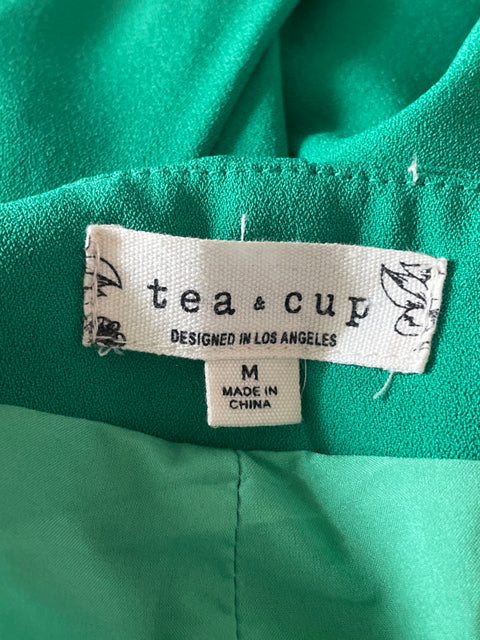 tea & cup
DESIGNED IN LOS ANGELES
M
MADE IN
CHINA